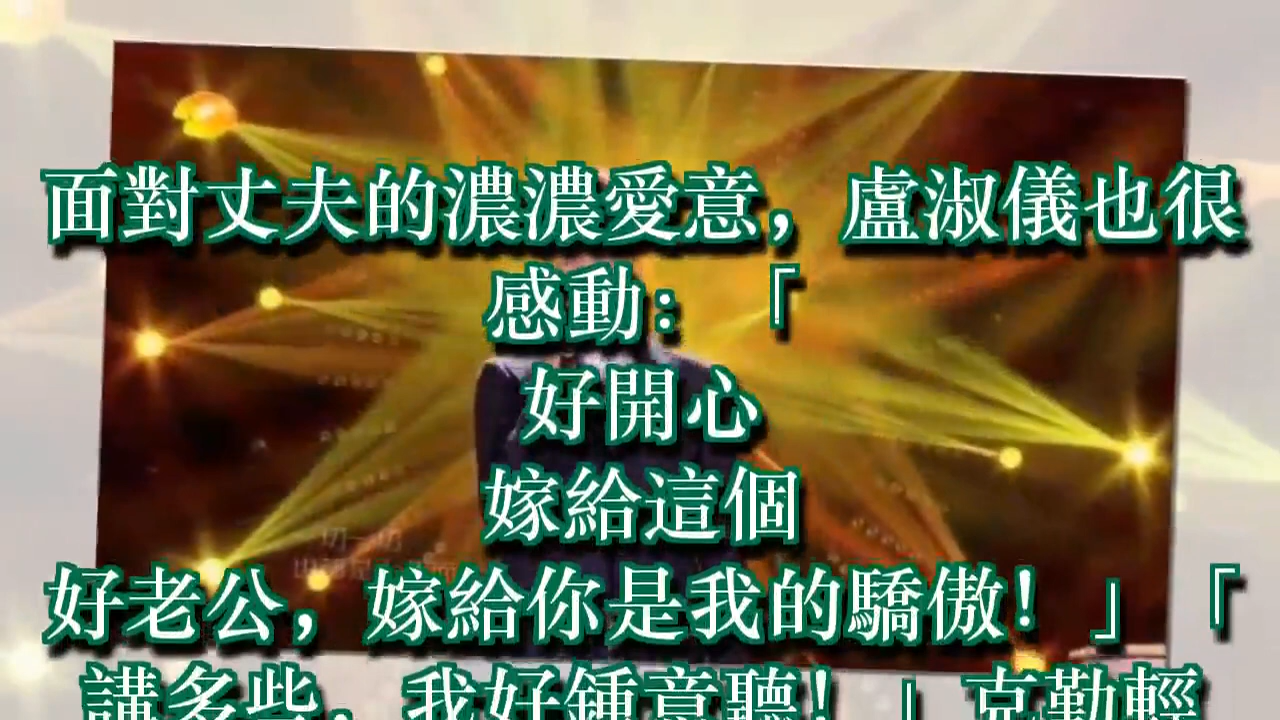 面對丈夫的濃濃愛意，盧淑儀也很
感動：「
好開心
嫁給這個
好老公，嫁給你是我的驕傲！」「
講多些，我好鍾意聽！」克勤輕